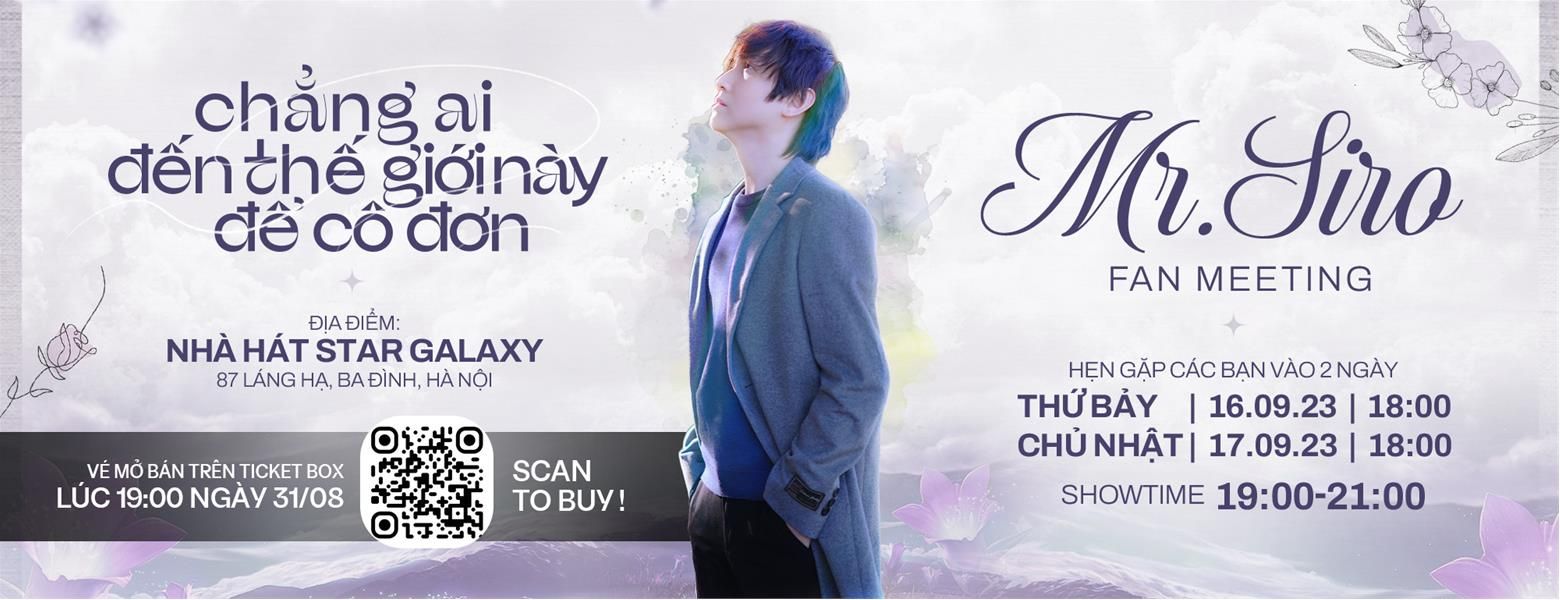 chẳng ai
đến thế giới này
để cô đơn
ĐỊA ĐIỂM:
NHÀ HÁT STAR GALAXY
87 LÁNG HẠ, BA ĐÌNH, HÀ NỘI
VÉ MỞ BÁN TRÊN TICKET BOX
LÚC 19:00 NGÀY 31/08
SCAN
TO BUY!
Mr.Siro
FAN MEETING
HẸN GẶP CÁC BẠN VÀO 2 NGÀY
THỨ BẢY | 16.09.23 | 18:00
CHỦ NHẬT | 17.09.23 | 18:00
SHOWTIME 19:00-21:00